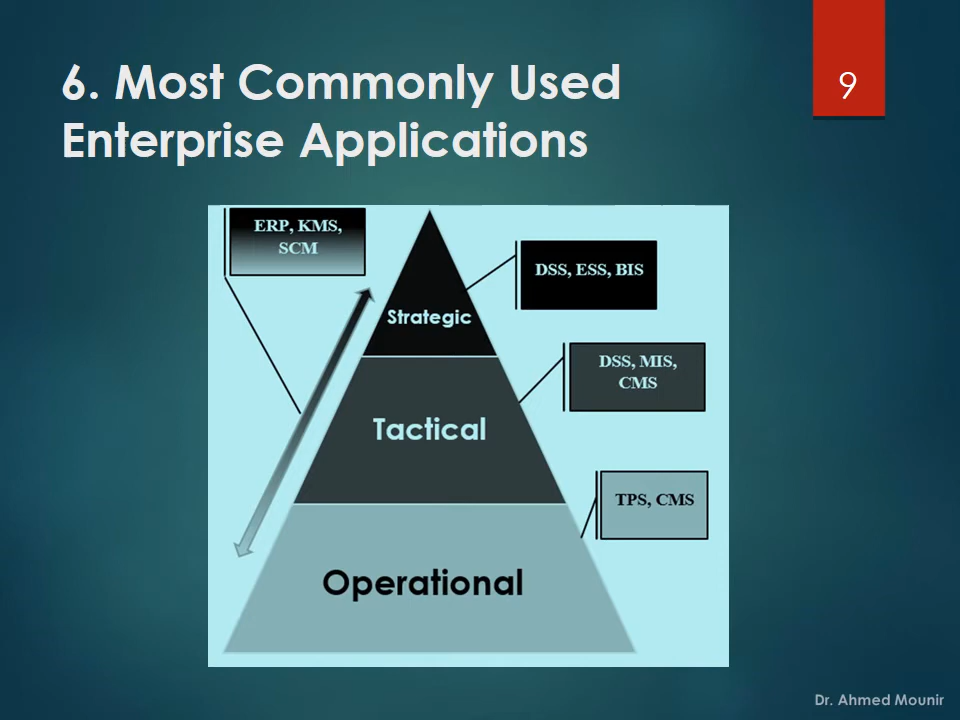 6. Most Commonly Used
Enterprise Applications
9
ERP, KMS,
SCM
DSS, ESS, BIS
Strategic
DSS, MIS,
CMS
Tactical
TPS, CMS
Operational
Dr. Ahmed Mounir